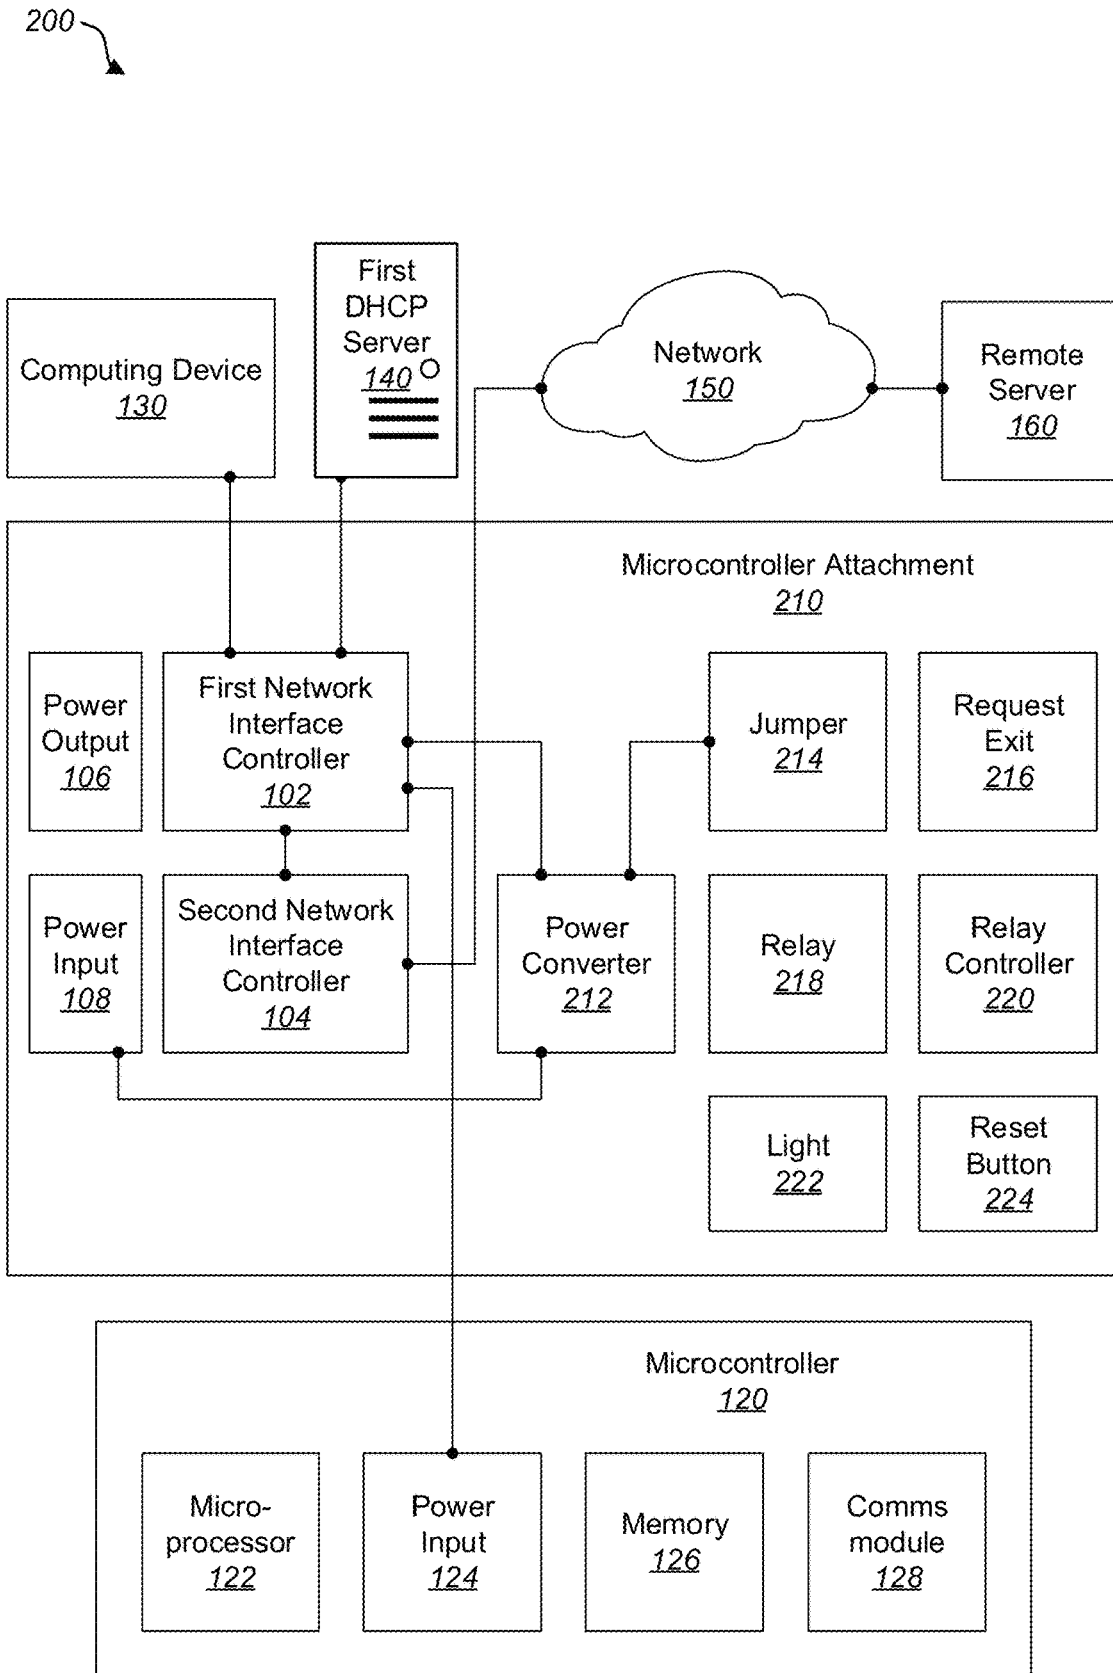 200
First
DHCP
Server
140
Computing Device
130
Network
150
Remote
Server
160
Microcontroller Attachment
210
Power
Output
106
First Network
Interface
Controller
102
Jumper
214
Request
Exit
216
Power
Input
108
Second Network
Interface
Controller
104
Power
Converter
212
Relay
218
Relay
Controller
220
Light
222
Reset
Button
224
Microcontroller
120
Micro-
processor
122
Power
Input
124
Memory
126
Comms
module
128